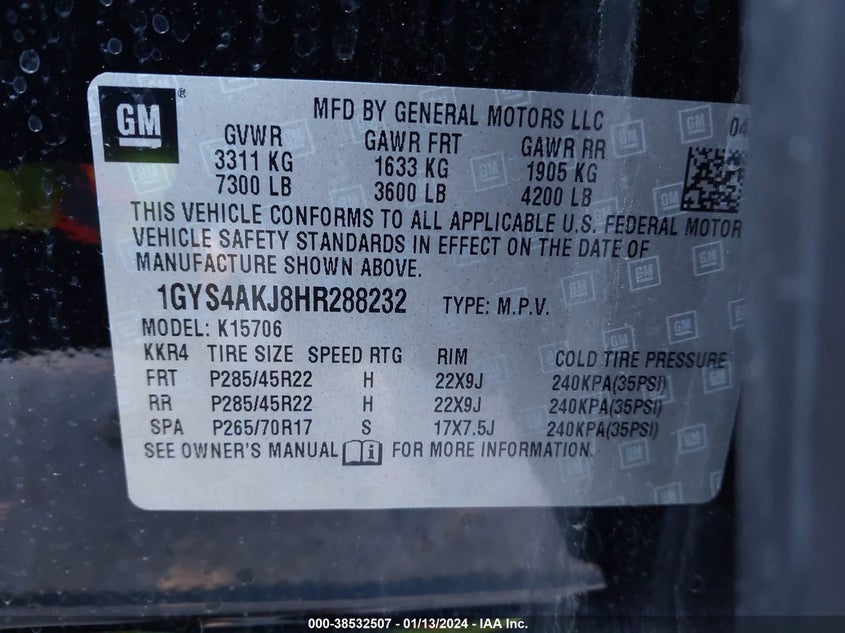 GM ®
MFD BY GENERAL MOTORS LLC
GVWR GAWR FRT GAWR RR 04
3311 KG 1633 KG 1905 KG
7300 LB 3600 LB 4200 LB
THIS VEHICLE CONFORMS TO ALL APPLICABLE U.S. FEDERAL MOTOR
VEHICLE SAFETY STANDARDS IN EFFECT ON THE DATE OF
MANUFACTURE SHOWN ABOVE.
1GYS4AKJ8HR288232 TYPE: M.P.V.
MODEL: K15706
KKR4 TIRE SIZE SPEED RTG RIM COLD TIRE PRESSURE
FRT P285/45R22 H 22X9J 240KPA(35PSI)
RR P285/45R22 H 22X9J 240KPA(35PSI)
SPA P265/70R17 S 17X7.5J 240KPA(35PSI)
SEE OWNER'S MANUAL i FOR MORE INFORMATION.
000-38532507 - 01/13/2024 - IAA Inc.